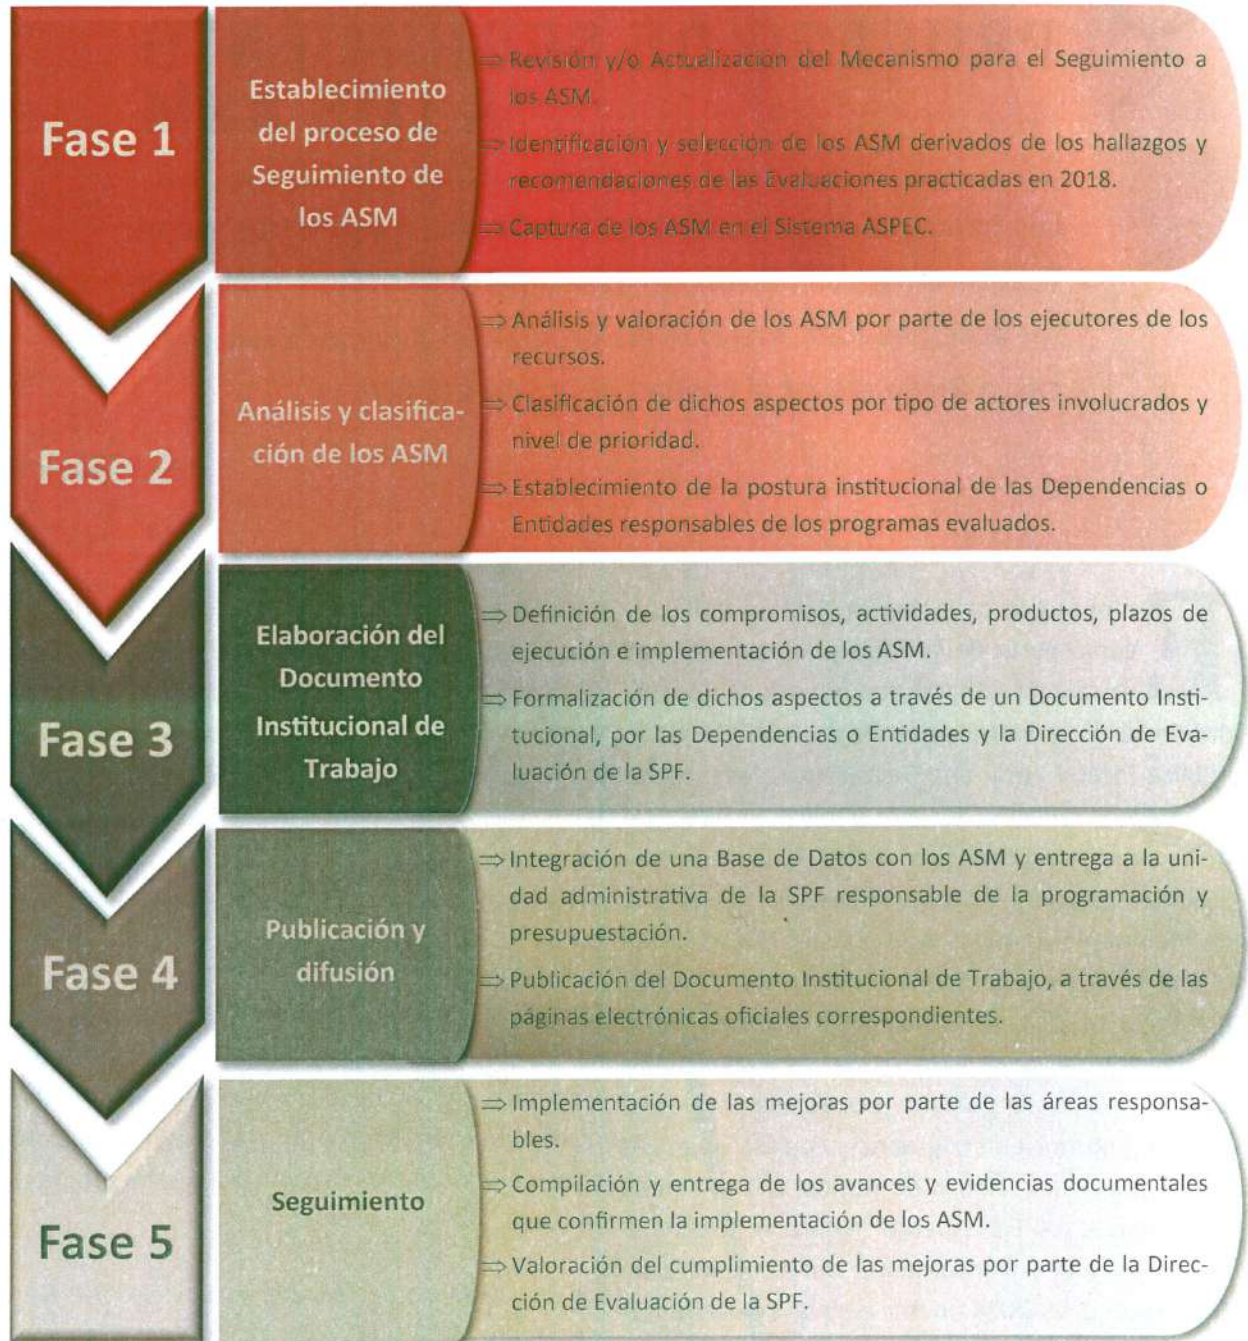 Fase 1
Establecimiento
del proceso de
Seguimiento de
los ASM
⇒ Revisión y/o Actualización del Mecanismo para el Seguimiento a
los ASM.
⇒ Identificación y selección de los ASM derivados de los hallazgos y
recomendaciones de las Evaluaciones practicadas en 2018.
⇒ Captura de los ASM en el Sistema ASPEC.
Fase 2
Análisis y clasifica-
ción de los ASM
⇒ Análisis y valoración de los ASM por parte de los ejecutores de los
recursos.
⇒ Clasificación de dichos aspectos por tipo de actores involucrados y
nivel de prioridad.
⇒ Establecimiento de la postura institucional de las Dependencias o
Entidades responsables de los programas evaluados.
Fase 3
Elaboración del
Documento
Institucional de
Trabajo
⇒ Definición de los compromisos, actividades, productos, plazos de
ejecución e implementación de los ASM.
⇒ Formalización de dichos aspectos a través de un Documento Insti-
tucional, por las Dependencias o Entidades y la Dirección de Eva-
luación de la SPF.
Fase 4
Publicación y
difusión
⇒ Integración de una Base de Datos con los ASM y entrega a la uni-
dad administrativa de la SPF responsable de la programación y
presupuestación.
⇒ Publicación del Documento Institucional de Trabajo, a través de las
páginas electrónicas oficiales correspondientes.
Fase 5
Seguimiento
⇒ Implementación de las mejoras por parte de las áreas responsa-
bles.
⇒ Compilación y entrega de los avances y evidencias documentales
que confirmen la implementación de los ASM.
⇒ Valoración del cumplimiento de las mejoras por parte de la Direc-
ción de Evaluación de la SPF.